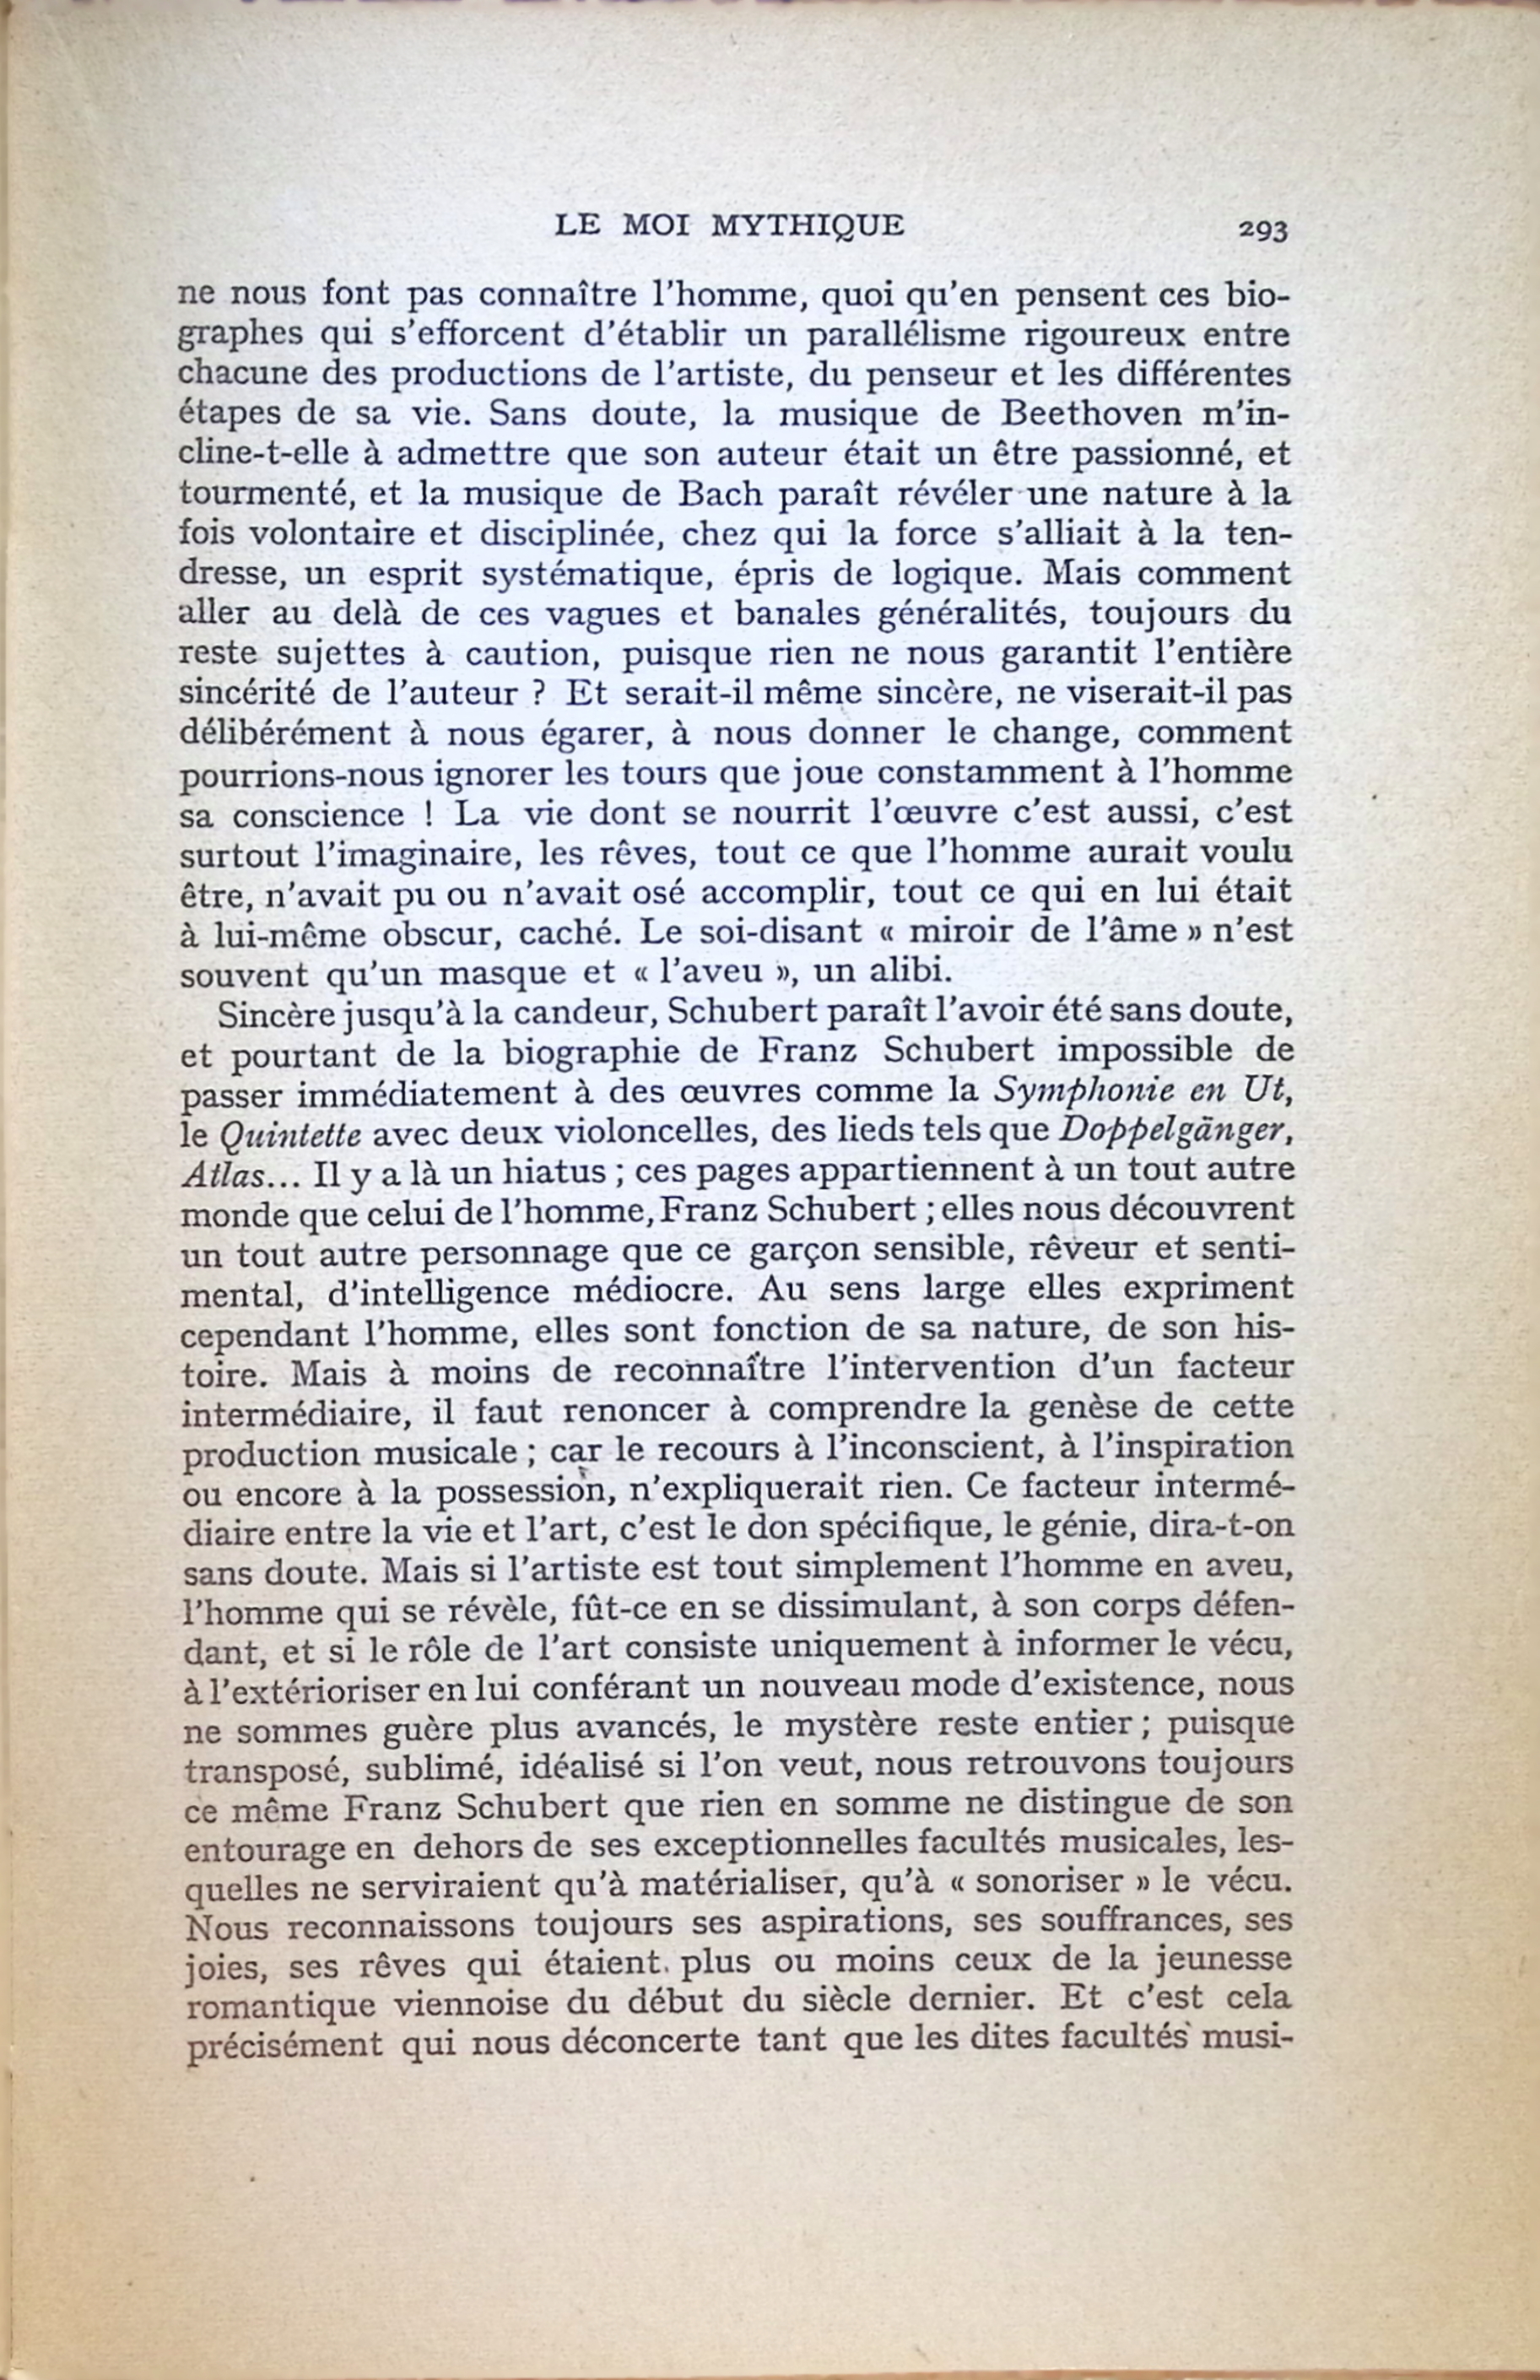 LE MOI MYTHIQUE 293
ne nous font pas connaître l'homme, quoi qu'en pensent ces bio-
graphes qui s'efforcent d'établir un parallélisme rigoureux entre
chacune des productions de l'artiste, du penseur et les différentes
étapes de sa vie. Sans doute, la musique de Beethoven m'in-
cline-t-elle à admettre que son auteur était un être passionné, et
tourmenté, et la musique de Bach paraît révéler une nature à la
fois volontaire et disciplinée, chez qui la force s'alliait à la ten-
dresse, un esprit systématique, épris de logique. Mais comment
aller au delà de ces vagues et banales généralités, toujours du
reste sujettes à caution, puisque rien ne nous garantit l'entière
sincérité de l'auteur ? Et serait-il même sincère, ne viserait-il pas
délibérément à nous égarer, à nous donner le change, comment
pourrions-nous ignorer les tours que joue constamment à l'homme
sa conscience ! La vie dont se nourrit l'œuvre c'est aussi, c'est
surtout l'imaginaire, les rêves, tout ce que l'homme aurait voulu
être, n'avait pu ou n'avait osé accomplir, tout ce qui en lui était
à lui-même obscur, caché. Le soi-disant « miroir de l'âme » n'est
souvent qu'un masque et « l'aveu », un alibi.
Sincère jusqu'à la candeur, Schubert paraît l'avoir été sans doute,
et pourtant de la biographie de Franz Schubert impossible de
passer immédiatement à des œuvres comme la Symphonie en Ut,
le Quintette avec deux violoncelles, des lieds tels que Doppelgänger,
Atlas... Il y a là un hiatus ; ces pages appartiennent à un tout autre
monde que celui de l'homme, Franz Schubert ; elles nous découvrent
un tout autre personnage que ce garçon sensible, rêveur et senti-
mental, d'intelligence médiocre. Au sens large elles expriment
cependant l'homme, elles sont fonction de sa nature, de son his-
toire. Mais à moins de reconnaître l'intervention d'un facteur
intermédiaire, il faut renoncer à comprendre la genèse de cette
production musicale ; car le recours à l'inconscient, à l'inspiration
ou encore à la possession, n'expliquerait rien. Ce facteur intermé-
diaire entre la vie et l'art, c'est le don spécifique, le génie, dira-t-on
sans doute. Mais si l'artiste est tout simplement l'homme en aveu,
l'homme qui se révèle, fût-ce en se dissimulant, à son corps défen-
dant, et si le rôle de l'art consiste uniquement à informer le vécu,
à l'extérioriser en lui conférant un nouveau mode d'existence, nous
ne sommes guère plus avancés, le mystère reste entier ; puisque
transposé, sublimé, idéalisé si l'on veut, nous retrouvons toujours
ce même Franz Schubert que rien en somme ne distingue de son
entourage en dehors de ses exceptionnelles facultés musicales, les-
quelles ne serviraient qu'à matérialiser, qu'à « sonoriser » le vécu.
Nous reconnaissons toujours ses aspirations, ses souffrances, ses
joies, ses rêves qui étaient plus ou moins ceux de la jeunesse
romantique viennoise du début du siècle dernier. Et c'est cela
précisément qui nous déconcerte tant que les dites facultés musi-